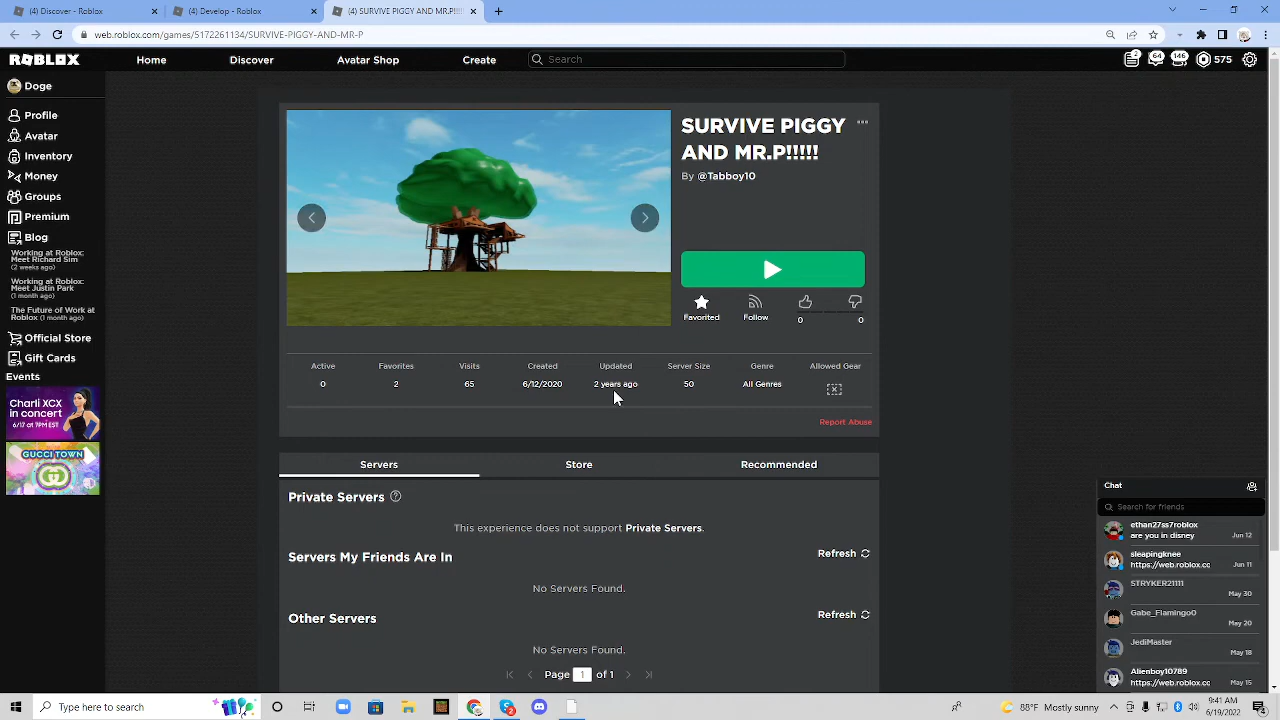 (4) Discover - Roblox
(4) Develop - Roblox
(4) SURVIVE PIGGY AND MR.P!!!!!
web.roblox.com/games/5172261134/SURVIVE-PIGGY-AND-MR-P
ROBLOX
Home
Discover
Avatar Shop
Create
Search
2
64
146
575
Doge
Profile
Avatar
Inventory
Money
Groups
Premium
Blog
Working at Roblox:
Meet Richard Sim
(2 weeks ago)
Working at Roblox:
Meet Justin Park
(1 month ago)
The Future of Work at
Roblox (1 month ago)
Official Store
Gift Cards
Events
Charli XCX
6/17 at 7PM EST
GUCCI TOWN
SURVIVE PIGGY
AND MR.P!!!!!
By @Tabboy10
Favorited
Follow
0
0
Active
Favorites
Visits
Created
Updated
Server Size
Genre
Allowed Gear
0
2
65
6/12/2020
2 years ago
50
All Genres
Report Abuse
Servers
Store
Recommended
Private Servers
This experience does not support Private Servers.
Servers My Friends Are In
Refresh
No Servers Found.
Other Servers
Refresh
No Servers Found.
Page 1 of 1
Chat
Search for friends
ethan27ss7roblox
are you in disney
Jun 12
sleepingknee
https://web.roblox.cc
Jun 11
STRYKER21111
May 30
Gabe_Flamingo0
May 20
JediMaster
May 18
Alienboy10789
https://web.roblox.cc
May 15
Type here to search
2
88°F Mostly sunny
9:41 AM
6/19/2022